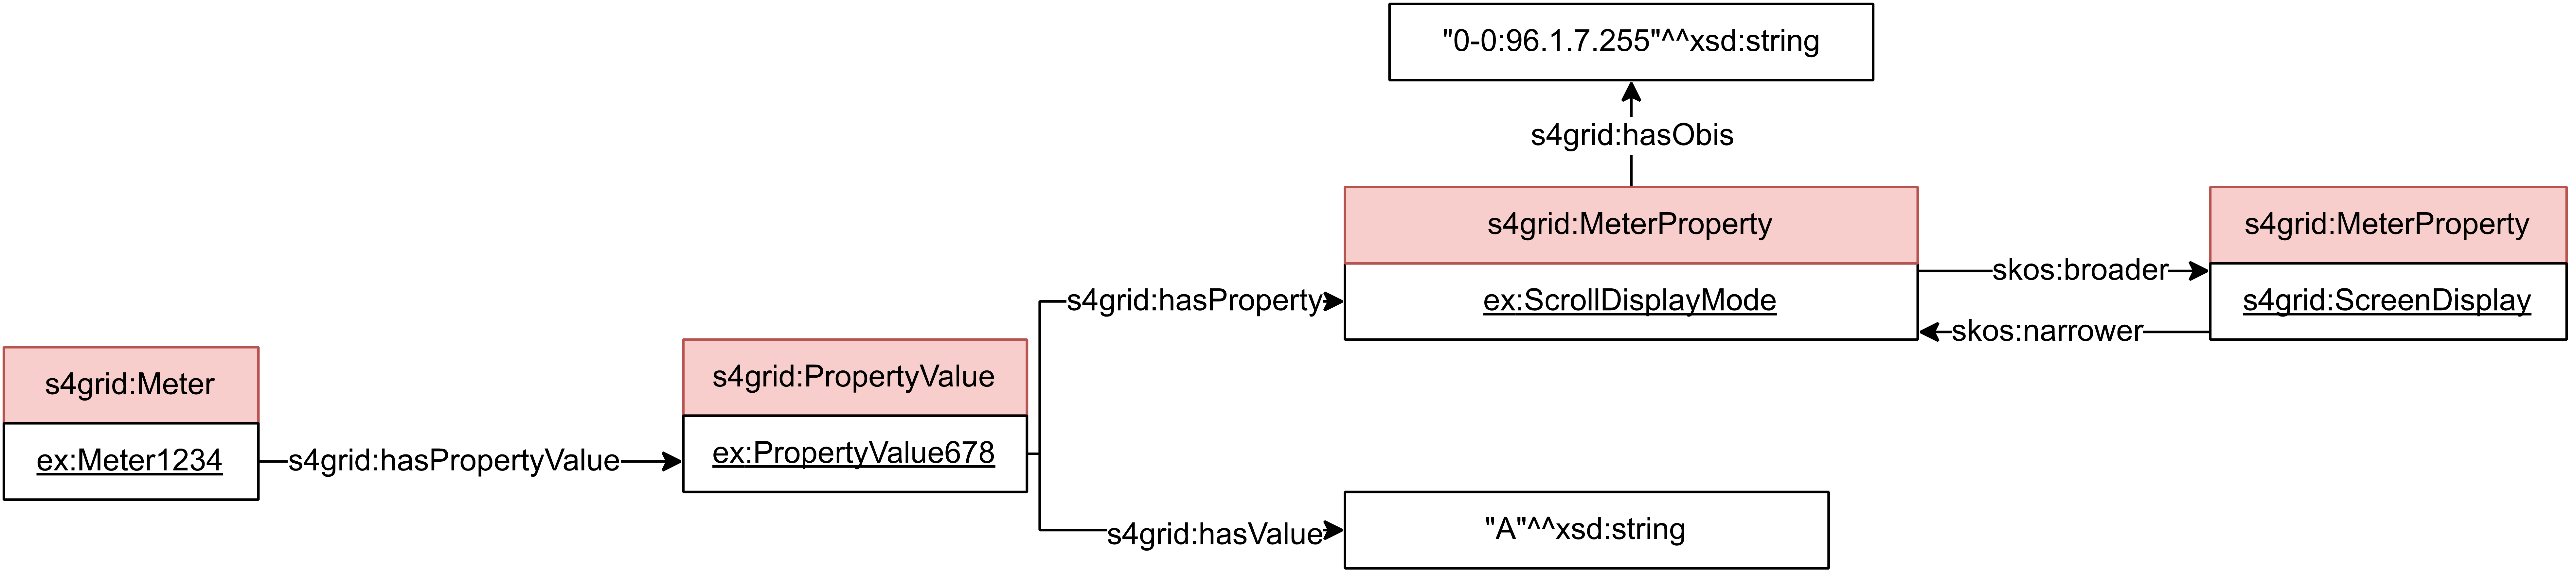 "0-0:96.1.7.255"^^xsd:string
s4grid:hasObis
s4grid:MeterProperty
s4grid:MeterProperty
skos:broader
s4grid:hasProperty
ex:ScrollDisplayMode
s4grid:ScreenDisplay
skos:narrower
s4grid:Meter
s4grid:PropertyValue
ex:Meter1234
s4grid:hasPropertyValue
ex:PropertyValue678
s4grid:hasValue
"A"^^xsd:string